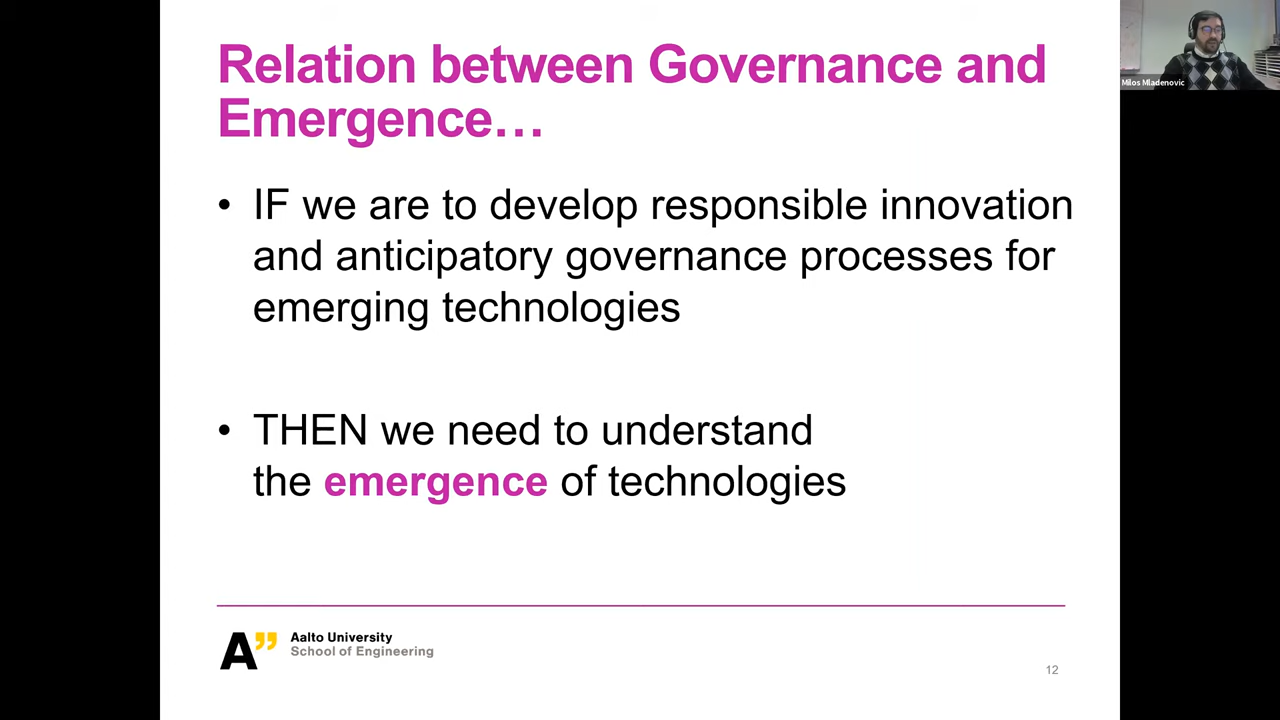 Relation between Governance and
Emergence…
• IF we are to develop responsible innovation
and anticipatory governance processes for
emerging technologies
• THEN we need to understand
the emergence of technologies
A”
Aalto University
School of Engineering
12
Milos Mladenovic